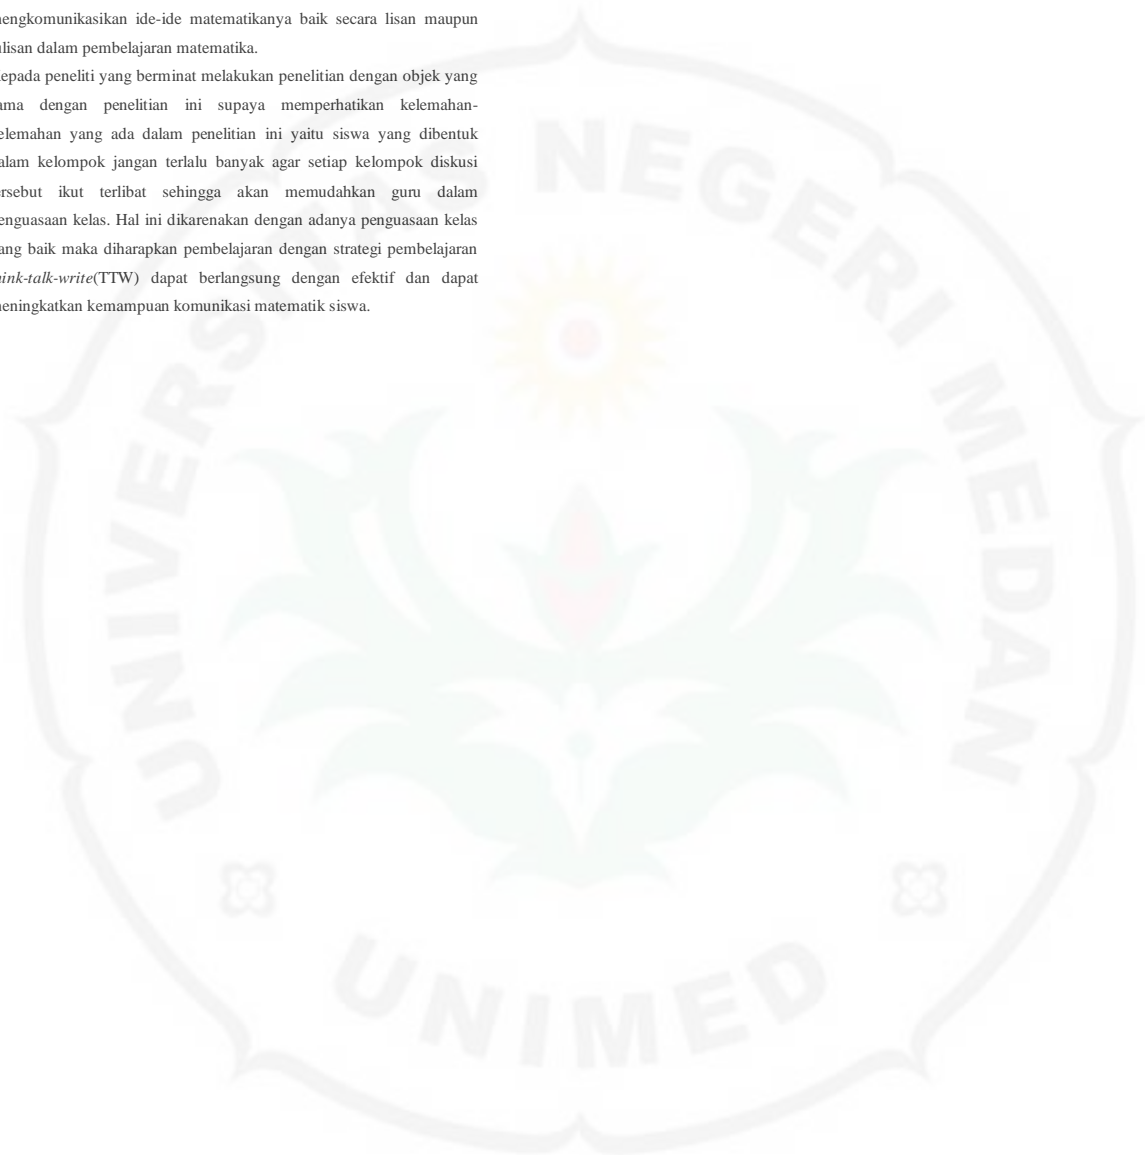 mengkomunikasikan ide-ide matematikanya baik secara lisan maupun
ulisan dalam pembelajaran matematika.
epada peneliti yang berminat melakukan penelitian dengan objek yang
ama dengan penelitian ini supaya memperhatikan kelemahan-
elemahan yang ada dalam penelitian ini yaitu siswa yang dibentuk
alam kelompok jangan terlalu banyak agar setiap kelompok diskusi
ersebut ikut terlibat sehingga akan memudahkan guru dalam
enguasaan kelas. Hal ini dikarenakan dengan adanya penguasaan kelas
ang baik maka diharapkan pembelajaran dengan strategi pembelajaran
hink-talk-write(TTW) dapat berlangsung dengan efektif dan dapat
meningkatkan kemampuan komunikasi matematik siswa.
UNIVERSITAS NEGERI MEDAN
UNIMED